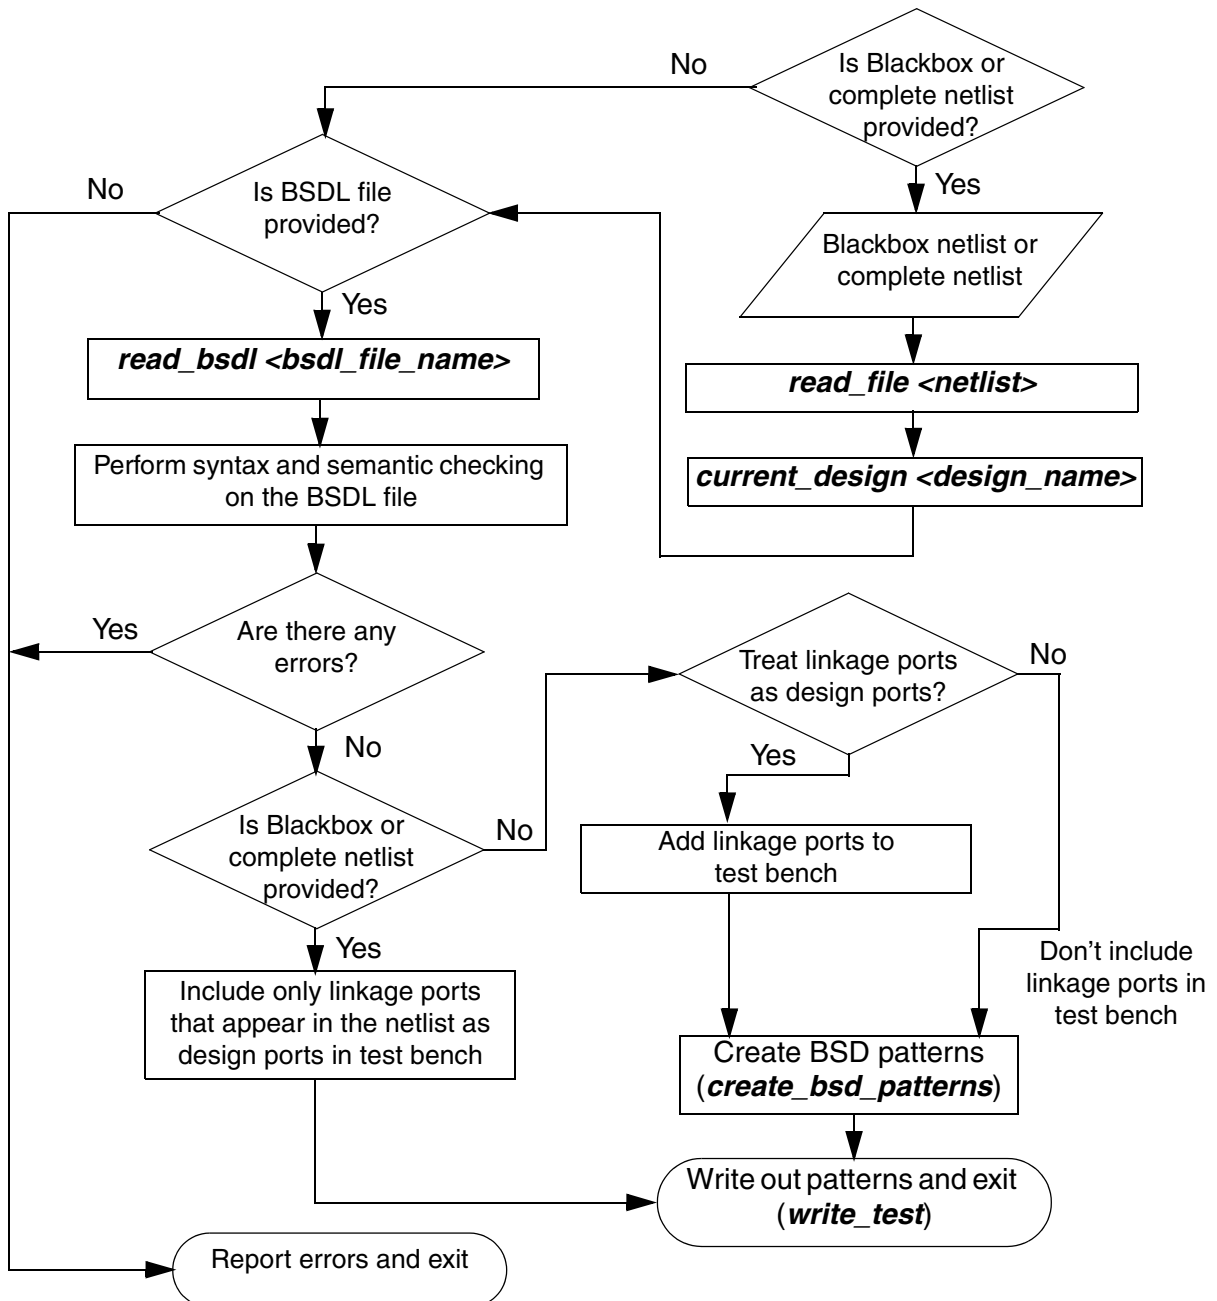 No
Is Blackbox or
complete netlist
provided?
No
Is BSDL file
provided?
Yes
Blackbox netlist or
complete netlist
Yes
read_bsdl <bsdl_file_name>
read_file <netlist>
Perform syntax and semantic checking
on the BSDL file
current_design <design_name>
Yes
Are there any
errors?
Treat linkage ports
as design ports?
No
No
Yes
Is Blackbox or
complete netlist
provided?
No
Add linkage ports to
test bench
Yes
Don’t include
linkage ports in
test bench
Include only linkage ports
that appear in the netlist as
design ports in test bench
Create BSD patterns
(create_bsd_patterns)
Write out patterns and exit
(write_test)
Report errors and exit